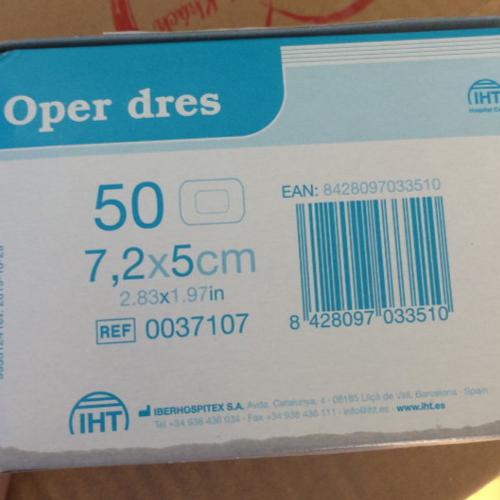 Khách
Oper dres
IHT
Hospital
50
EAN: 8428097033510
7,2x5cm
2.83x1.97in
REF 0037107
8 428097 033510
IHT
IBERHOSPITEX S.A. Avda. Catalunya, 4 - 08185 Lliçà de Vall, Barcelona - Spain
Tel +34 938 436 034 - Fax +34 938 436 111 - info@iht.es - www.iht.es